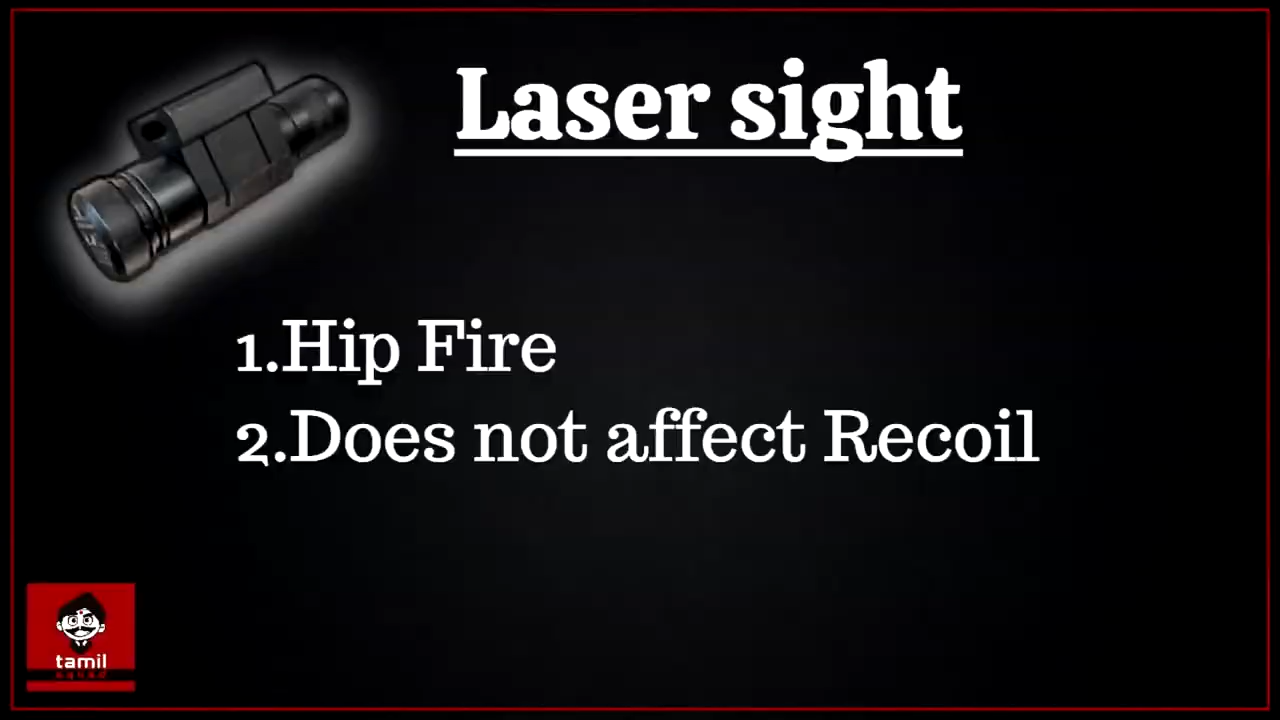 Laser sight
1.Hip Fire
2.Does not affect Recoil
tamil